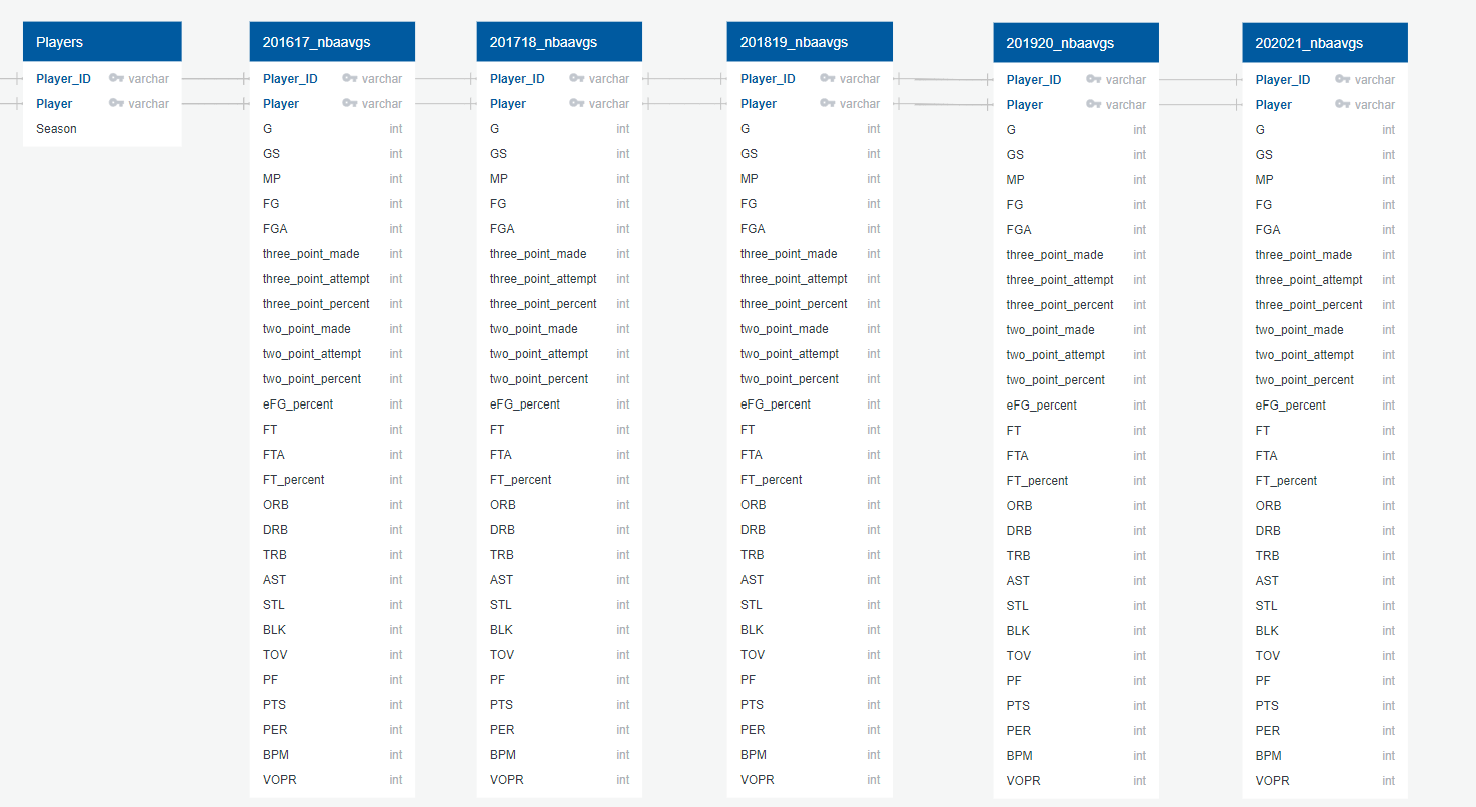 Players
Player_ID varchar
Player varchar
Season
201617_nbaavgs
Player_ID varchar
Player varchar
G int
GS int
MP int
FG int
FGA int
three_point_made int
three_point_attempt int
three_point_percent int
two_point_made int
two_point_attempt int
two_point_percent int
eFG_percent int
FT int
FTA int
FT_percent int
ORB int
DRB int
TRB int
AST int
STL int
BLK int
TOV int
PF int
PTS int
PER int
BPM int
VOPR int
201718_nbaavgs
Player_ID varchar
Player varchar
G int
GS int
MP int
FG int
FGA int
three_point_made int
three_point_attempt int
three_point_percent int
two_point_made int
two_point_attempt int
two_point_percent int
eFG_percent int
FT int
FTA int
FT_percent int
ORB int
DRB int
TRB int
AST int
STL int
BLK int
TOV int
PF int
PTS int
PER int
BPM int
VOPR int
201819_nbaavgs
Player_ID varchar
Player varchar
G int
GS int
MP int
FG int
FGA int
three_point_made int
three_point_attempt int
three_point_percent int
two_point_made int
two_point_attempt int
two_point_percent int
eFG_percent int
FT int
FTA int
FT_percent int
ORB int
DRB int
TRB int
AST int
STL int
BLK int
TOV int
PF int
PTS int
PER int
BPM int
VOPR int
201920_nbaavgs
Player_ID varchar
Player varchar
G int
GS int
MP int
FG int
FGA int
three_point_made int
three_point_attempt int
three_point_percent int
two_point_made int
two_point_attempt int
two_point_percent int
eFG_percent int
FT int
FTA int
FT_percent int
ORB int
DRB int
TRB int
AST int
STL int
BLK int
TOV int
PF int
PTS int
PER int
BPM int
VOPR int
202021_nbaavgs
Player_ID varchar
Player varchar
G int
GS int
MP int
FG int
FGA int
three_point_made int
three_point_attempt int
three_point_percent int
two_point_made int
two_point_attempt int
two_point_percent int
eFG_percent int
FT int
FTA int
FT_percent int
ORB int
DRB int
TRB int
AST int
STL int
BLK int
TOV int
PF int
PTS int
PER int
BPM int
VOPR int